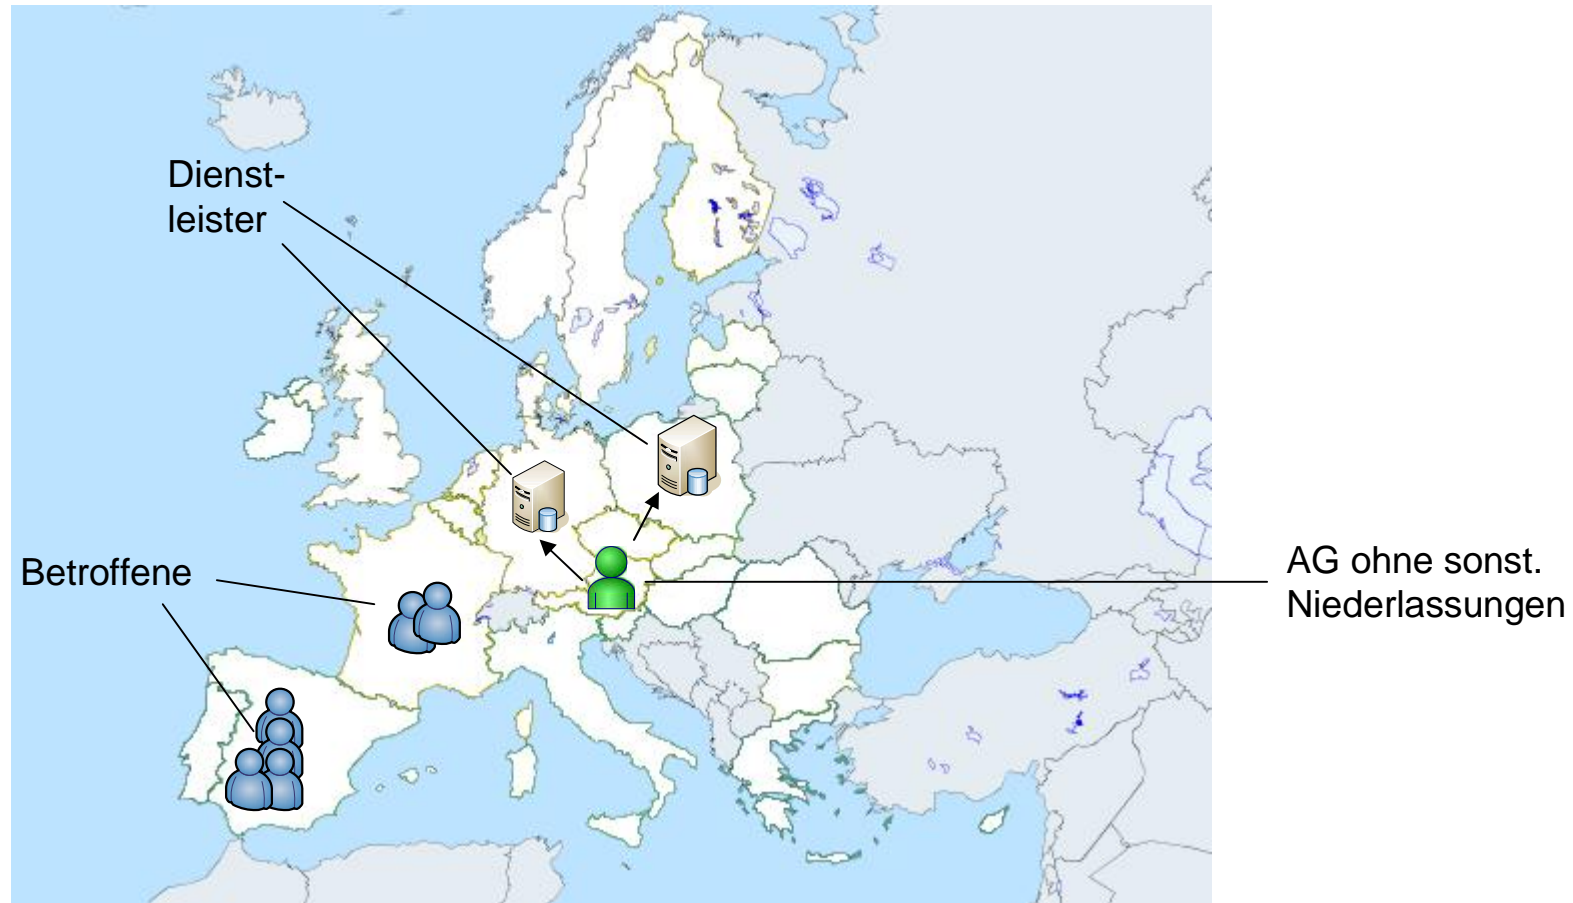 Dienst-
leister
Betroffene
AG ohne sonst.
Niederlassungen